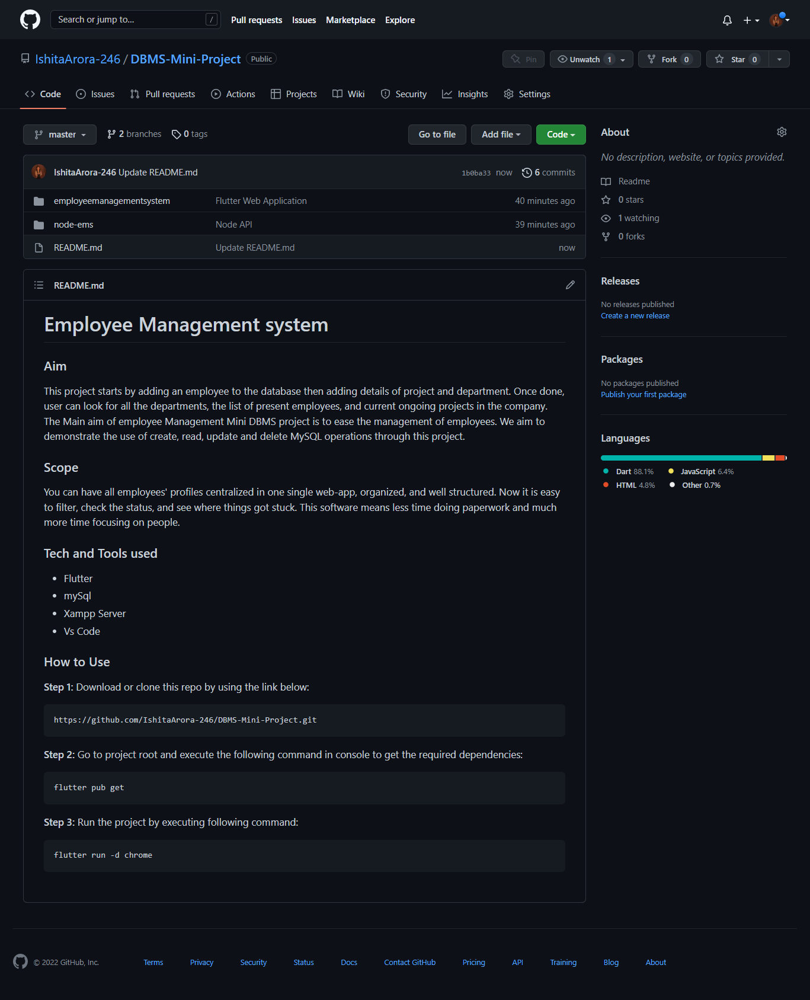 Search or jump to... /
Pull requests Issues Marketplace Explore
IshitaArora-246 / DBMS-Mini-Project Public
Pin Unwatch 1 Fork 0 Star 0
Code Issues Pull requests Actions Projects Wiki Security Insights Settings
master 2 branches 0 tags Go to file Add file Code
IshitaArora-246 Update README.md 1b0ba33 now 6 commits
employeemanagementsystem Flutter Web Application 40 minutes ago
node-ems Node API 39 minutes ago
README.md Update README.md now
README.md
Employee Management system
Aim
This project starts by adding an employee to the database then adding details of project and department. Once done,
user can look for all the departments, the list of present employees, and current ongoing projects in the company.
The Main aim of employee Management Mini DBMS project is to ease the management of employees. We aim to
demonstrate the use of create, read, update and delete MySQL operations through this project.
Scope
You can have all employees' profiles centralized in one single web-app, organized, and well structured. Now it is easy
to filter, check the status, and see where things got stuck. This software means less time doing paperwork and much
more time focusing on people.
Tech and Tools used
Flutter
mySql
Xampp Server
Vs Code
How to Use
Step 1: Download or clone this repo by using the link below:
https://github.com/IshitaArora-246/DBMS-Mini-Project.git
Step 2: Go to project root and execute the following command in console to get the required dependencies:
flutter pub get
Step 3: Run the project by executing following command:
flutter run -d chrome
About
No description, website, or topics provided.
Readme
0 stars
1 watching
0 forks
Releases
No releases published
Create a new release
Packages
No packages published
Publish your first package
Languages
Dart 88.1% JavaScript 6.4%
HTML 4.8% Other 0.7%
© 2022 GitHub, Inc. Terms Privacy Security Status Docs Contact GitHub Pricing API Training Blog About